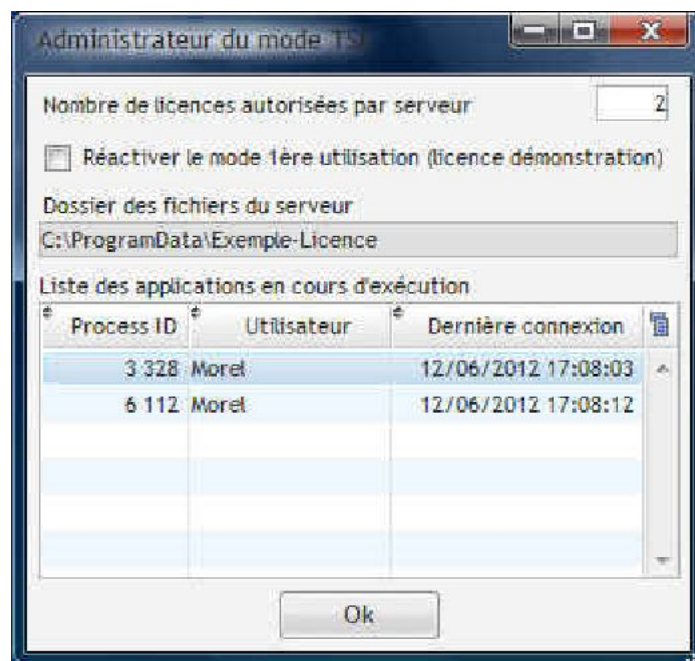 Administrateur du mode TSE
Nombre de licences autorisées par serveur 2
Réactiver le mode 1ère utilisation (licence démonstration)
Dossier des fichiers du serveur
C:\ProgramData\Exemple-Licence
Liste des applications en cours d'exécution
Process ID Utilisateur Dernière connexion
3 328 Morel 12/06/2012 17:08:03
6 112 Morel 12/06/2012 17:08:12
Ok